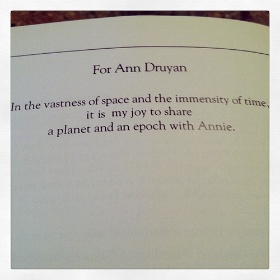 For Ann Druyan
In the vastness of space and the immensity of time,
it is my joy to share
a planet and an epoch with Annie.